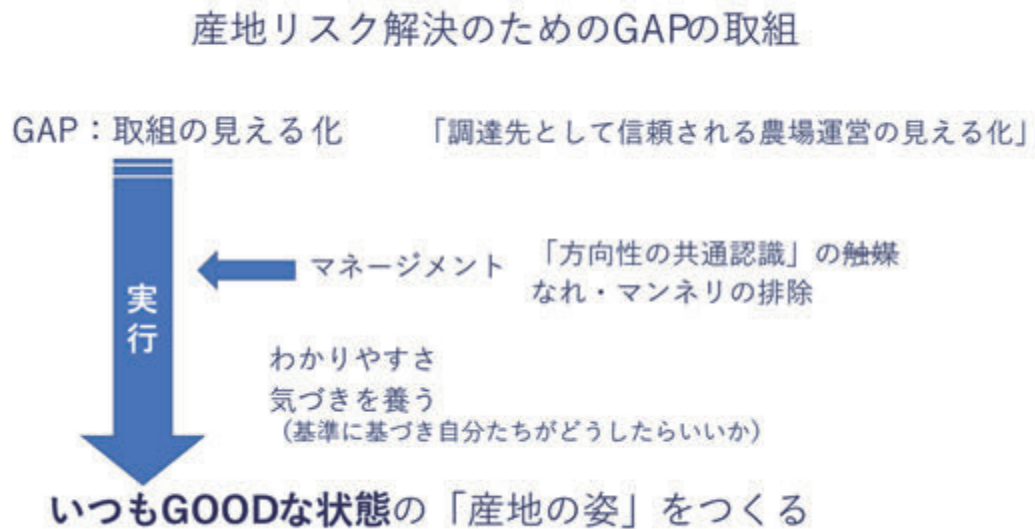 産地リスク解決のためのGAPの取組
GAP：取組の見える化 「調達先として信頼される農場運営の見える化」
マネージメント 「方向性の共通認識」の触媒
なれ・マンネリの排除
実行
わかりやすさ
気づきを養う
（基準に基づき自分たちがどうしたらいいか）
いつもGOODな状態の「産地の姿」をつくる